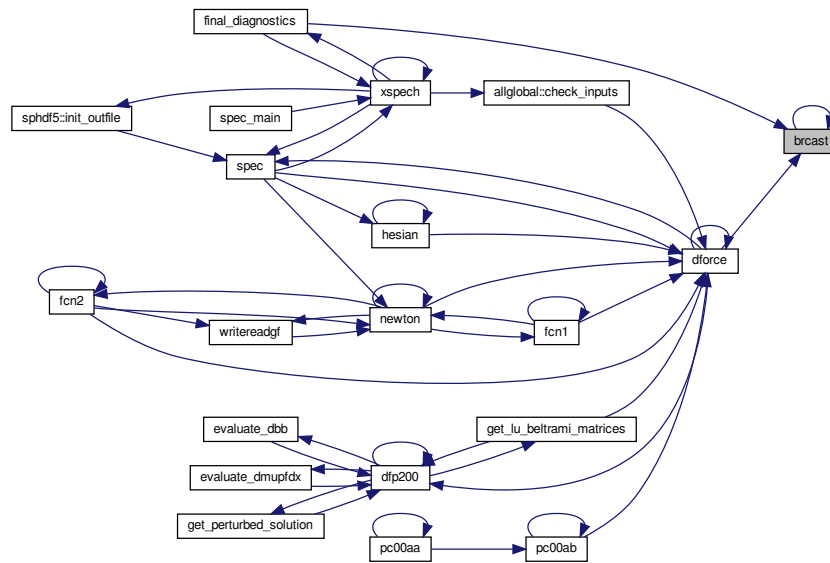 final_diagnostics
xspech
allglobal::check_inputs
sphdf5::init_outfile
spec_main
brcast
spec
hesian
dforce
fcn2
newton
writereadgf
fcn1
evaluate_dbb
get_lu_beltrami_matrices
evaluate_dmupfdx
dfp200
get_perturbed_solution
pc00aa
pc00ab